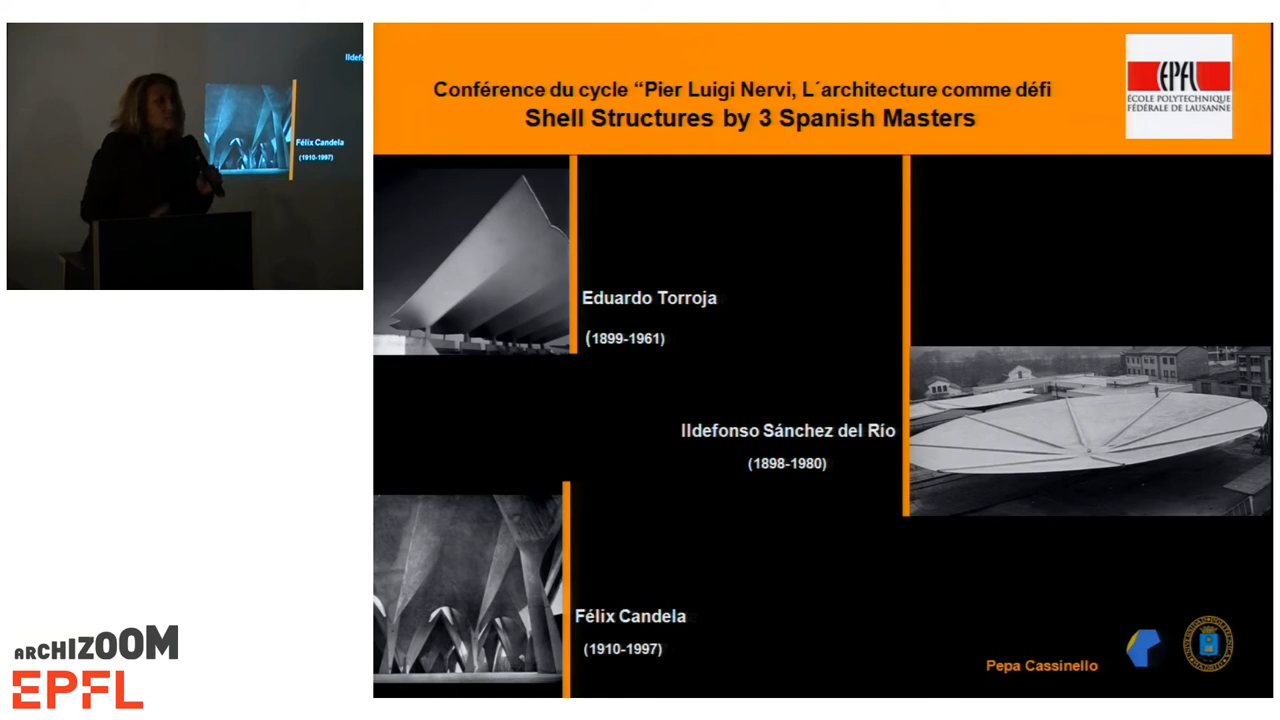 Ildefo
Félix Candela
(1910-1997)
Conférence du cycle “Pier Luigi Nervi, L´architecture comme défi
Shell Structures by 3 Spanish Masters
EPFL
ÉCOLE POLYTECHNIQUE
FÉDÉRALE DE LAUSANNE
Eduardo Torroja
(1899-1961)
Ildefonso Sánchez del Río
(1898-1980)
Félix Candela
(1910-1997)
Pepa Cassinello
ARCHIZOOM
EPFL